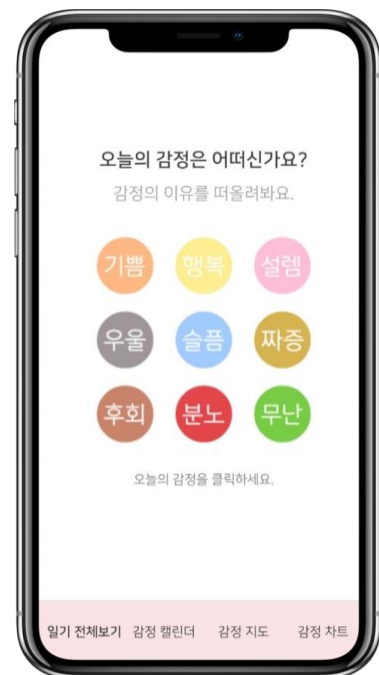 오늘의 감정은 어떠신가요?
감정의 이유를 떠올려봐요.
기쁨 행복 설렘
우울 슬픔 짜증
후회 분노 무난
오늘의 감정을 클릭하세요.
일기 전체보기 감정 캘린더 감정 지도 감정 차트